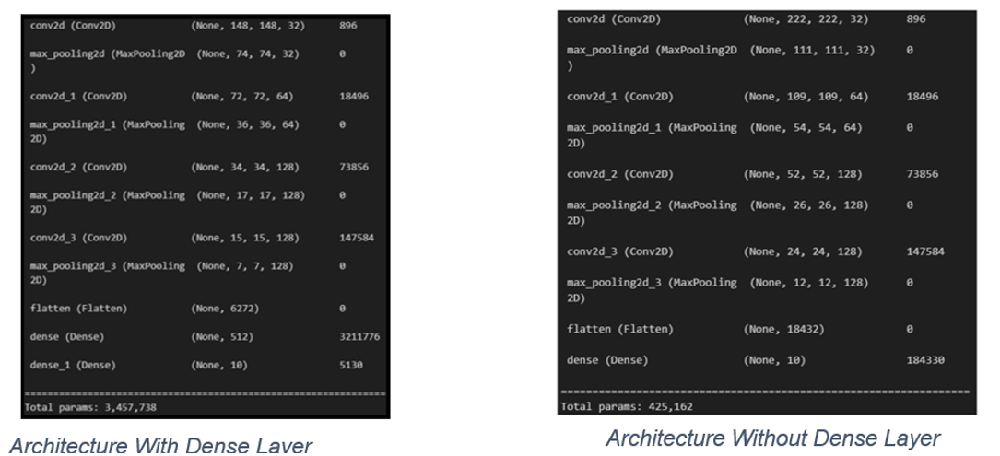 conv2d (Conv2D) (None, 148, 148, 32) 896
max_pooling2d (MaxPooling2D (None, 74, 74, 32) 0
)
conv2d_1 (Conv2D) (None, 72, 72, 64) 18496
max_pooling2d_1 (MaxPooling (None, 36, 36, 64) 0
2D)
conv2d_2 (Conv2D) (None, 34, 34, 128) 73856
max_pooling2d_2 (MaxPooling (None, 17, 17, 128) 0
2D)
conv2d_3 (Conv2D) (None, 15, 15, 128) 147584
max_pooling2d_3 (MaxPooling (None, 7, 7, 128) 0
2D)
flatten (Flatten) (None, 6272) 0
dense (Dense) (None, 512) 3211776
dense_1 (Dense) (None, 10) 5130
=================================================================
Total params: 3,457,738
Architecture With Dense Layer
conv2d (Conv2D) (None, 222, 222, 32) 896
max_pooling2d (MaxPooling2D (None, 111, 111, 32) 0
)
conv2d_1 (Conv2D) (None, 109, 109, 64) 18496
max_pooling2d_1 (MaxPooling (None, 54, 54, 64) 0
2D)
conv2d_2 (Conv2D) (None, 52, 52, 128) 73856
max_pooling2d_2 (MaxPooling (None, 26, 26, 128) 0
2D)
conv2d_3 (Conv2D) (None, 24, 24, 128) 147584
max_pooling2d_3 (MaxPooling (None, 12, 12, 128) 0
2D)
flatten (Flatten) (None, 18432) 0
dense (Dense) (None, 10) 184330
=================================================================
Total params: 425,162
Architecture Without Dense Layer